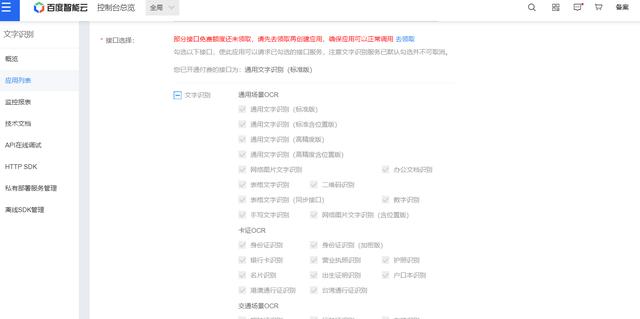 百度智能云 控制台总览 全局 备案
文字识别
概览
应用列表
监控报表
技术文档
API在线调试
HTTP SDK
私有部署服务管理
离线SDK管理
* 接口选择： 部分接口免费额度还未领取，请先去领取再创建应用，确保应用可以正常调用 去领取
勾选以下接口，使此应用可以请求已勾选的接口服务，注意文字识别服务已默认勾选并不可取消。
您已开通付费的接口为：通用文字识别（标准版）
文字识别 通用场景OCR
通用文字识别（标准版）
通用文字识别（标准含位置版）
通用文字识别（高精度版）
通用文字识别（高精度含位置版）
网络图片文字识别 办公文档识别
表格文字识别 二维码识别
表格文字识别（同步接口） 数字识别
手写文字识别 网络图片文字识别（含位置版）
卡证OCR
身份证识别 身份证识别（加密版）
银行卡识别 营业执照识别 护照识别
名片识别 出生证明识别 户口本识别
港澳通行证识别 台湾通行证识别
交通场景OCR